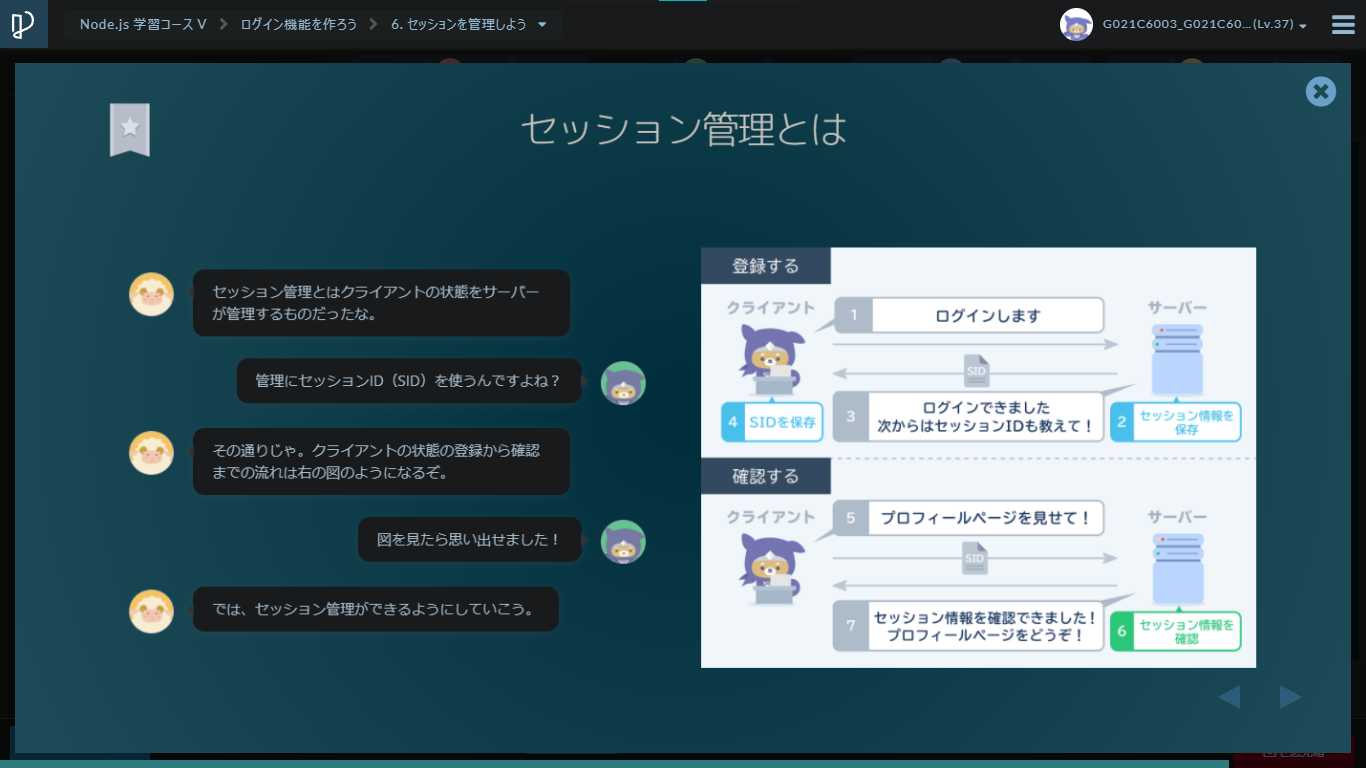 Node.js 学習コース V
ログイン機能を作ろう
6. セッションを管理しよう
G021C6003_G021C60...(Lv.37)
セッション管理とは
セッション管理とはクライアントの状態をサーバー
が管理するものだったな。
管理にセッションID（SID）を使うんですよね？
その通りじゃ。クライアントの状態の登録から確認
までの流れは右の図のようになるぞ。
図を見たら思い出せました！
では、セッション管理ができるようにしていこう。
登録する
クライアント
1 ログインします
サーバー
SID
4 SIDを保存
3 ログインできました
次からはセッションIDも教えて！
2 セッション情報を
保存
確認する
クライアント
5 プロフィールページを見せて！
サーバー
SID
7 セッション情報を確認できました！
プロフィールページをどうぞ！
6 セッション情報を
確認